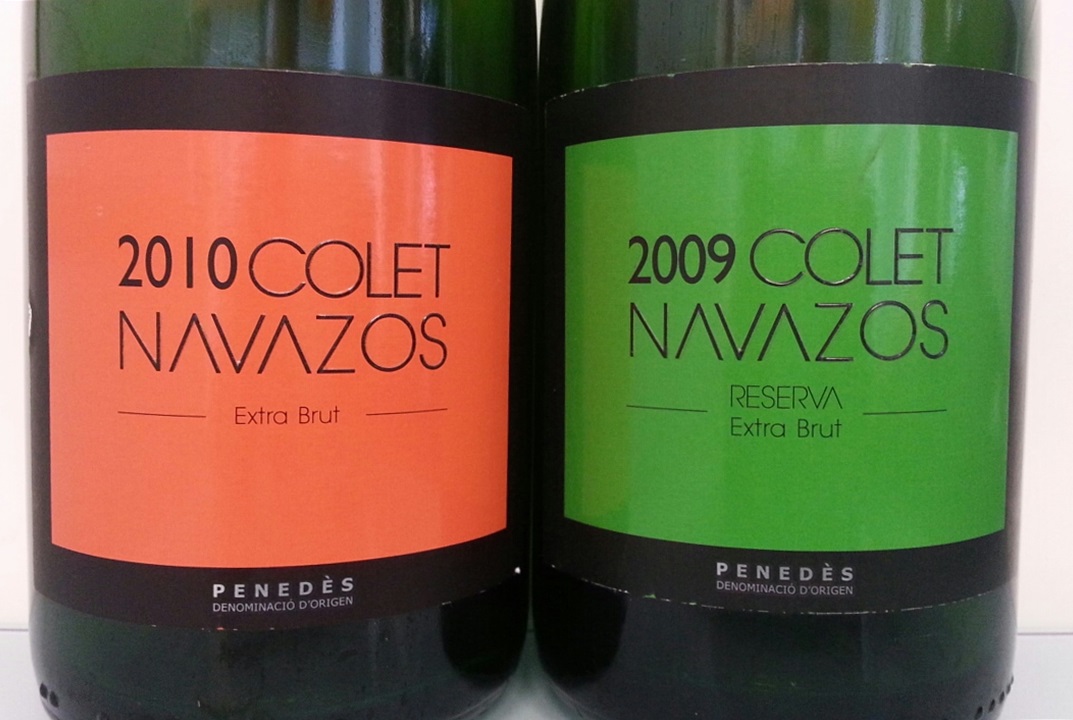 2010 COLET
NAVAZOS
Extra Brut
PENEDÈS
DENOMINACIÓ D'ORIGEN
2009 COLET
NAVAZOS
RESERVA
Extra Brut
PENEDÈS
DENOMINACIÓ D'ORIGEN